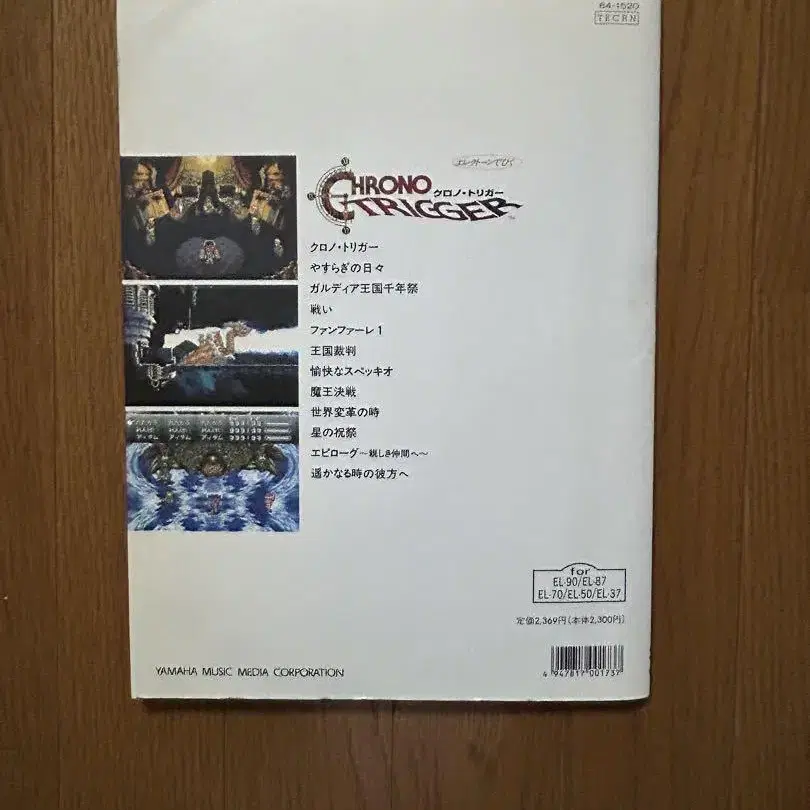 64-1520
エレクトーンでひく
CHRONO
クロノ・トリガー
TRIGGER
クロノ・トリガー
やすらぎの日々
ガルディア王国千年祭
戦い
ファンファーレ1
王国裁判
愉快なスペッキオ
魔王決戦
世界変革の時
星の祝祭
エピローグ〜親しき仲間へ〜
遥かなる時の彼方へ
for
EL-90/EL-87
EL-70/EL-50/EL-37
定価2,369円〔本体2,300円〕
YAMAHA MUSIC MEDIA CORPORATION
4 947817 001737